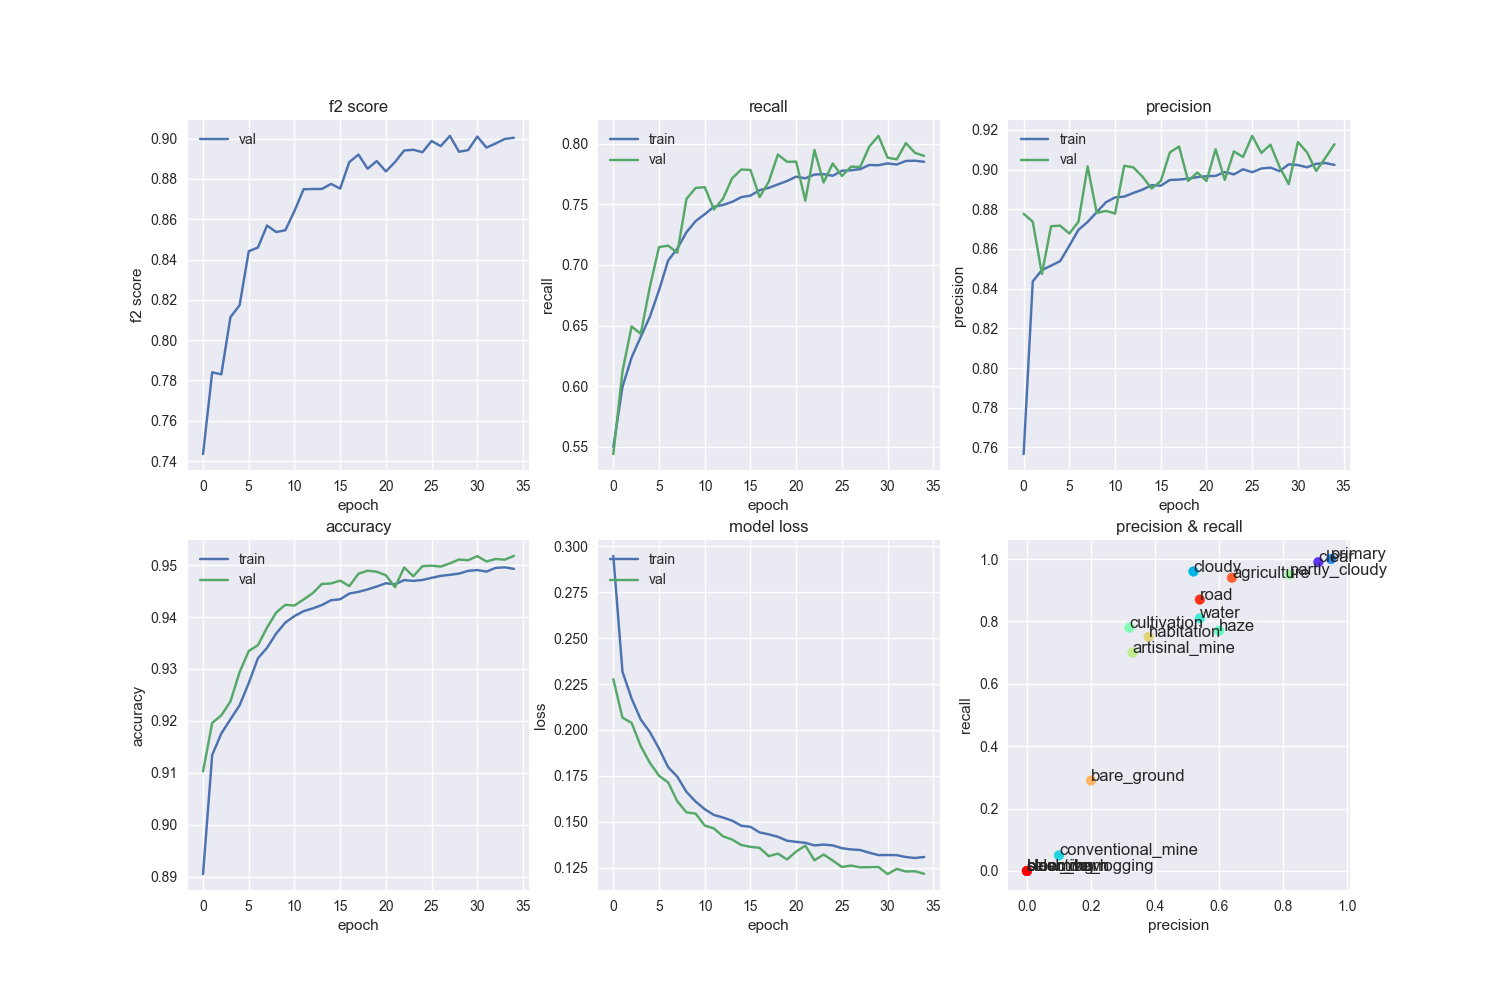 f2 score
val
f2 score
0.90
0.88
0.86
0.84
0.82
0.80
0.78
0.76
0.74
0 5 10 15 20 25 30 35
epoch
recall
train
val
recall
0.80
0.75
0.70
0.65
0.60
0.55
0 5 10 15 20 25 30 35
epoch
precision
train
val
precision
0.92
0.90
0.88
0.86
0.84
0.82
0.80
0.78
0.76
0 5 10 15 20 25 30 35
epoch
accuracy
train
val
accuracy
0.95
0.94
0.93
0.92
0.91
0.90
0.89
0 5 10 15 20 25 30 35
epoch
model loss
train
val
loss
0.300
0.275
0.250
0.225
0.200
0.175
0.150
0.125
0 5 10 15 20 25 30 35
epoch
precision & recall
recall
1.0
0.8
0.6
0.4
0.2
0.0
primary
clear
partly_cloudy
cloudy
agriculture
road
water
haze
cultivation
habitation
artisinal_mine
bare_ground
conventional_mine
0.0 0.2 0.4 0.6 0.8 1.0
precision